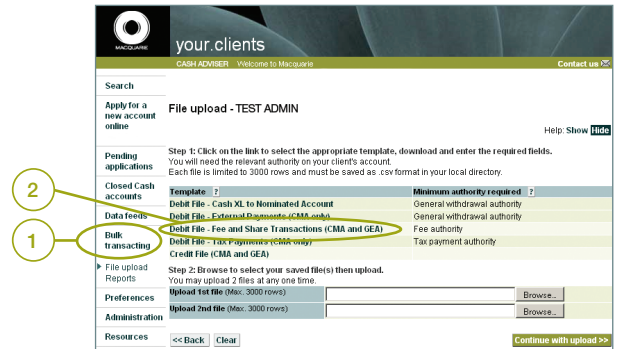 MACQUARIE
your.clients
CASH ADVISER Welcome to Macquarie
Contact us
Search
Apply for a
new account
online
Pending
applications
Closed Cash
accounts
Data feeds
Bulk
transacting
File upload
Reports
Preferences
Administration
Resources
2
1
File upload - TEST ADMIN
Help: Show Hide
Step 1: Click on the link to select the appropriate template, download and enter the required fields.
You will need the relevant authority on your client's account.
Each file is limited to 3000 rows and must be saved as .csv format in your local directory.
Template ? Minimum authority required ?
Debit File - Cash XL to Nominated Account General withdrawal authority
Debit File - External Payments (CMA only) General withdrawal authority
Debit File - Fee and Share Transactions (CMA and GEA) Fee authority
Debit File - Tax Payments (CMA only) Tax payment authority
Credit File (CMA and GEA)
Step 2: Browse to select your saved file(s) then upload.
You may upload 2 files at any one time.
Upload 1st file (Max. 3000 rows) Browse...
Upload 2nd file (Max. 3000 rows) Browse...
<< Back Clear Continue with upload >>